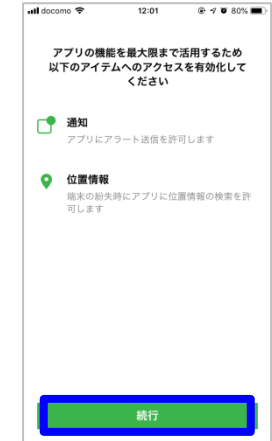 docomo 12:01 80%
アプリの機能を最大限まで活用するため
以下のアイテムへのアクセスを有効化して
ください
通知
アプリにアラート送信を許可します
位置情報
端末の紛失時にアプリに位置情報の検索を許
可します
続行